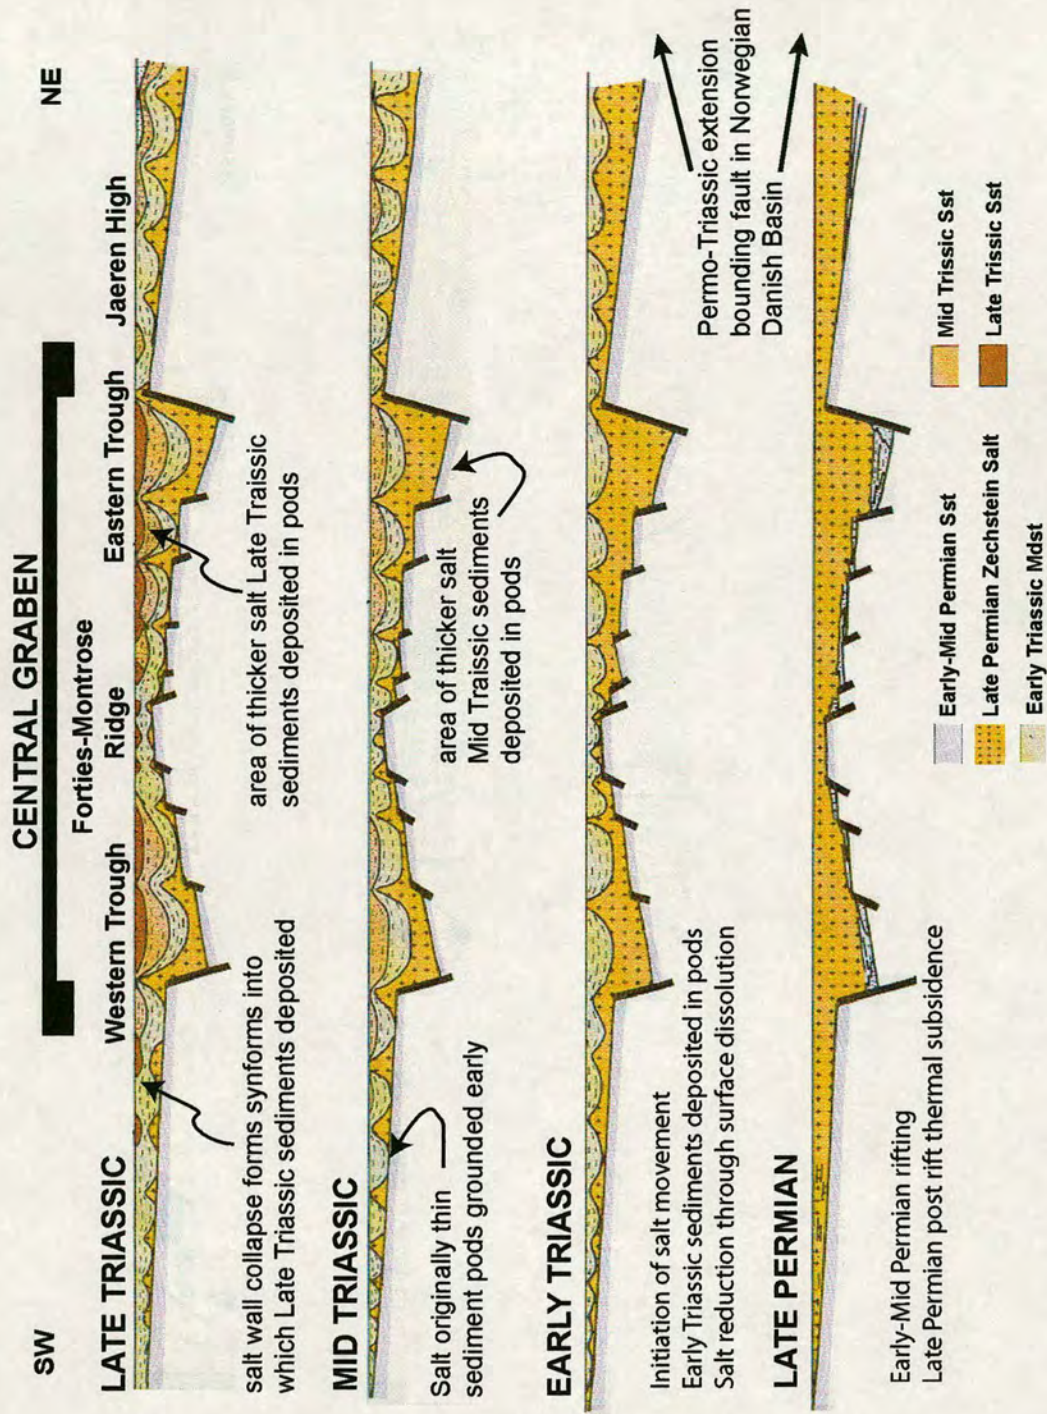 SW
NE
CENTRAL GRABEN
Forties-Montrose
Western Trough
Ridge
Eastern Trough
Jaeren High
LATE TRIASSIC
salt wall collapse forms synforms into
which Late Triassic sediments deposited
area of thicker salt Late Traissic
sediments deposited in pods
MID TRIASSIC
Salt originally thin
sediment pods grounded early
area of thicker salt
Mid Traissic sediments
deposited in pods
EARLY TRIASSIC
Initiation of salt movement
Early Triassic sediments deposited in pods
Salt reduction through surface dissolution
Permo-Triassic extension
bounding fault in Norwegian
Danish Basin
LATE PERMIAN
Early-Mid Permian rifting
Late Permian post rift thermal subsidence
Early-Mid Permian Sst
Late Permian Zechstein Salt
Early Triassic Mdst
Mid Trissic Sst
Late Trissic Sst